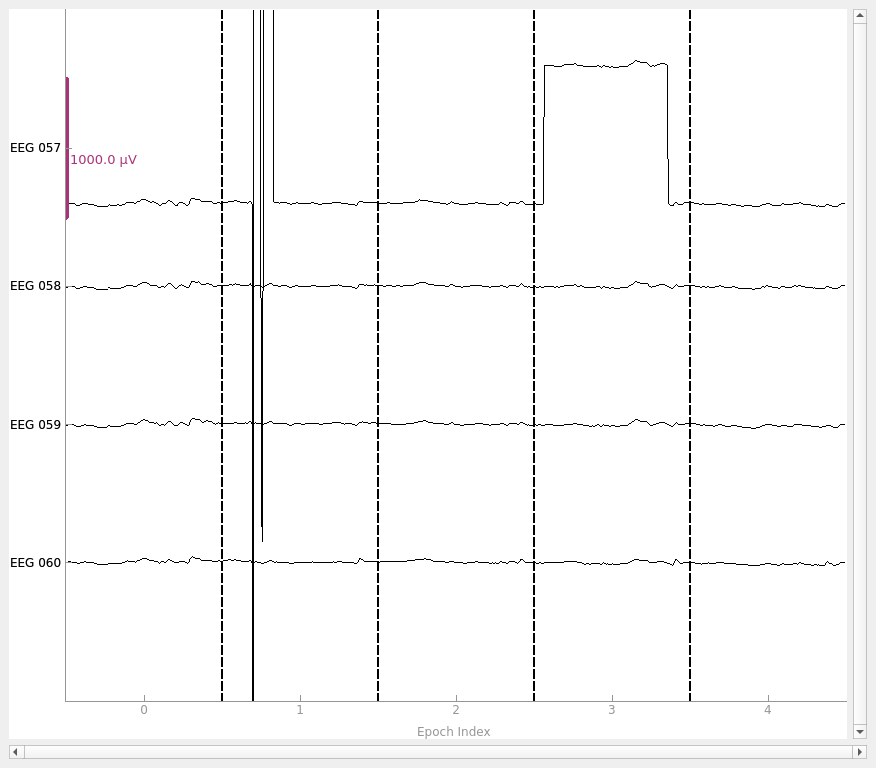 EEG 057
1000.0 µV
EEG 058
EEG 059
EEG 060
0 1 2 3 4
Epoch Index